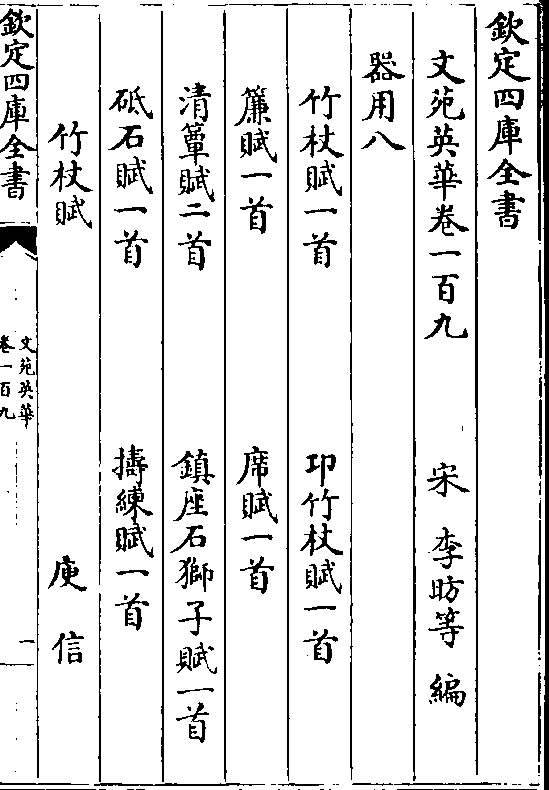 欽定四庫全書
文苑英華卷一百九 宋 李昉等 編
器用八
竹杖賦一首 卭竹杖賦一首
簾賦一首 席賦一首
清簟賦二首 鎮座石獅子賦一首
砥石賦一首 擣練賦一首
竹杖賦 庾信
欽定四庫全書
文苑英華
卷一百九
一